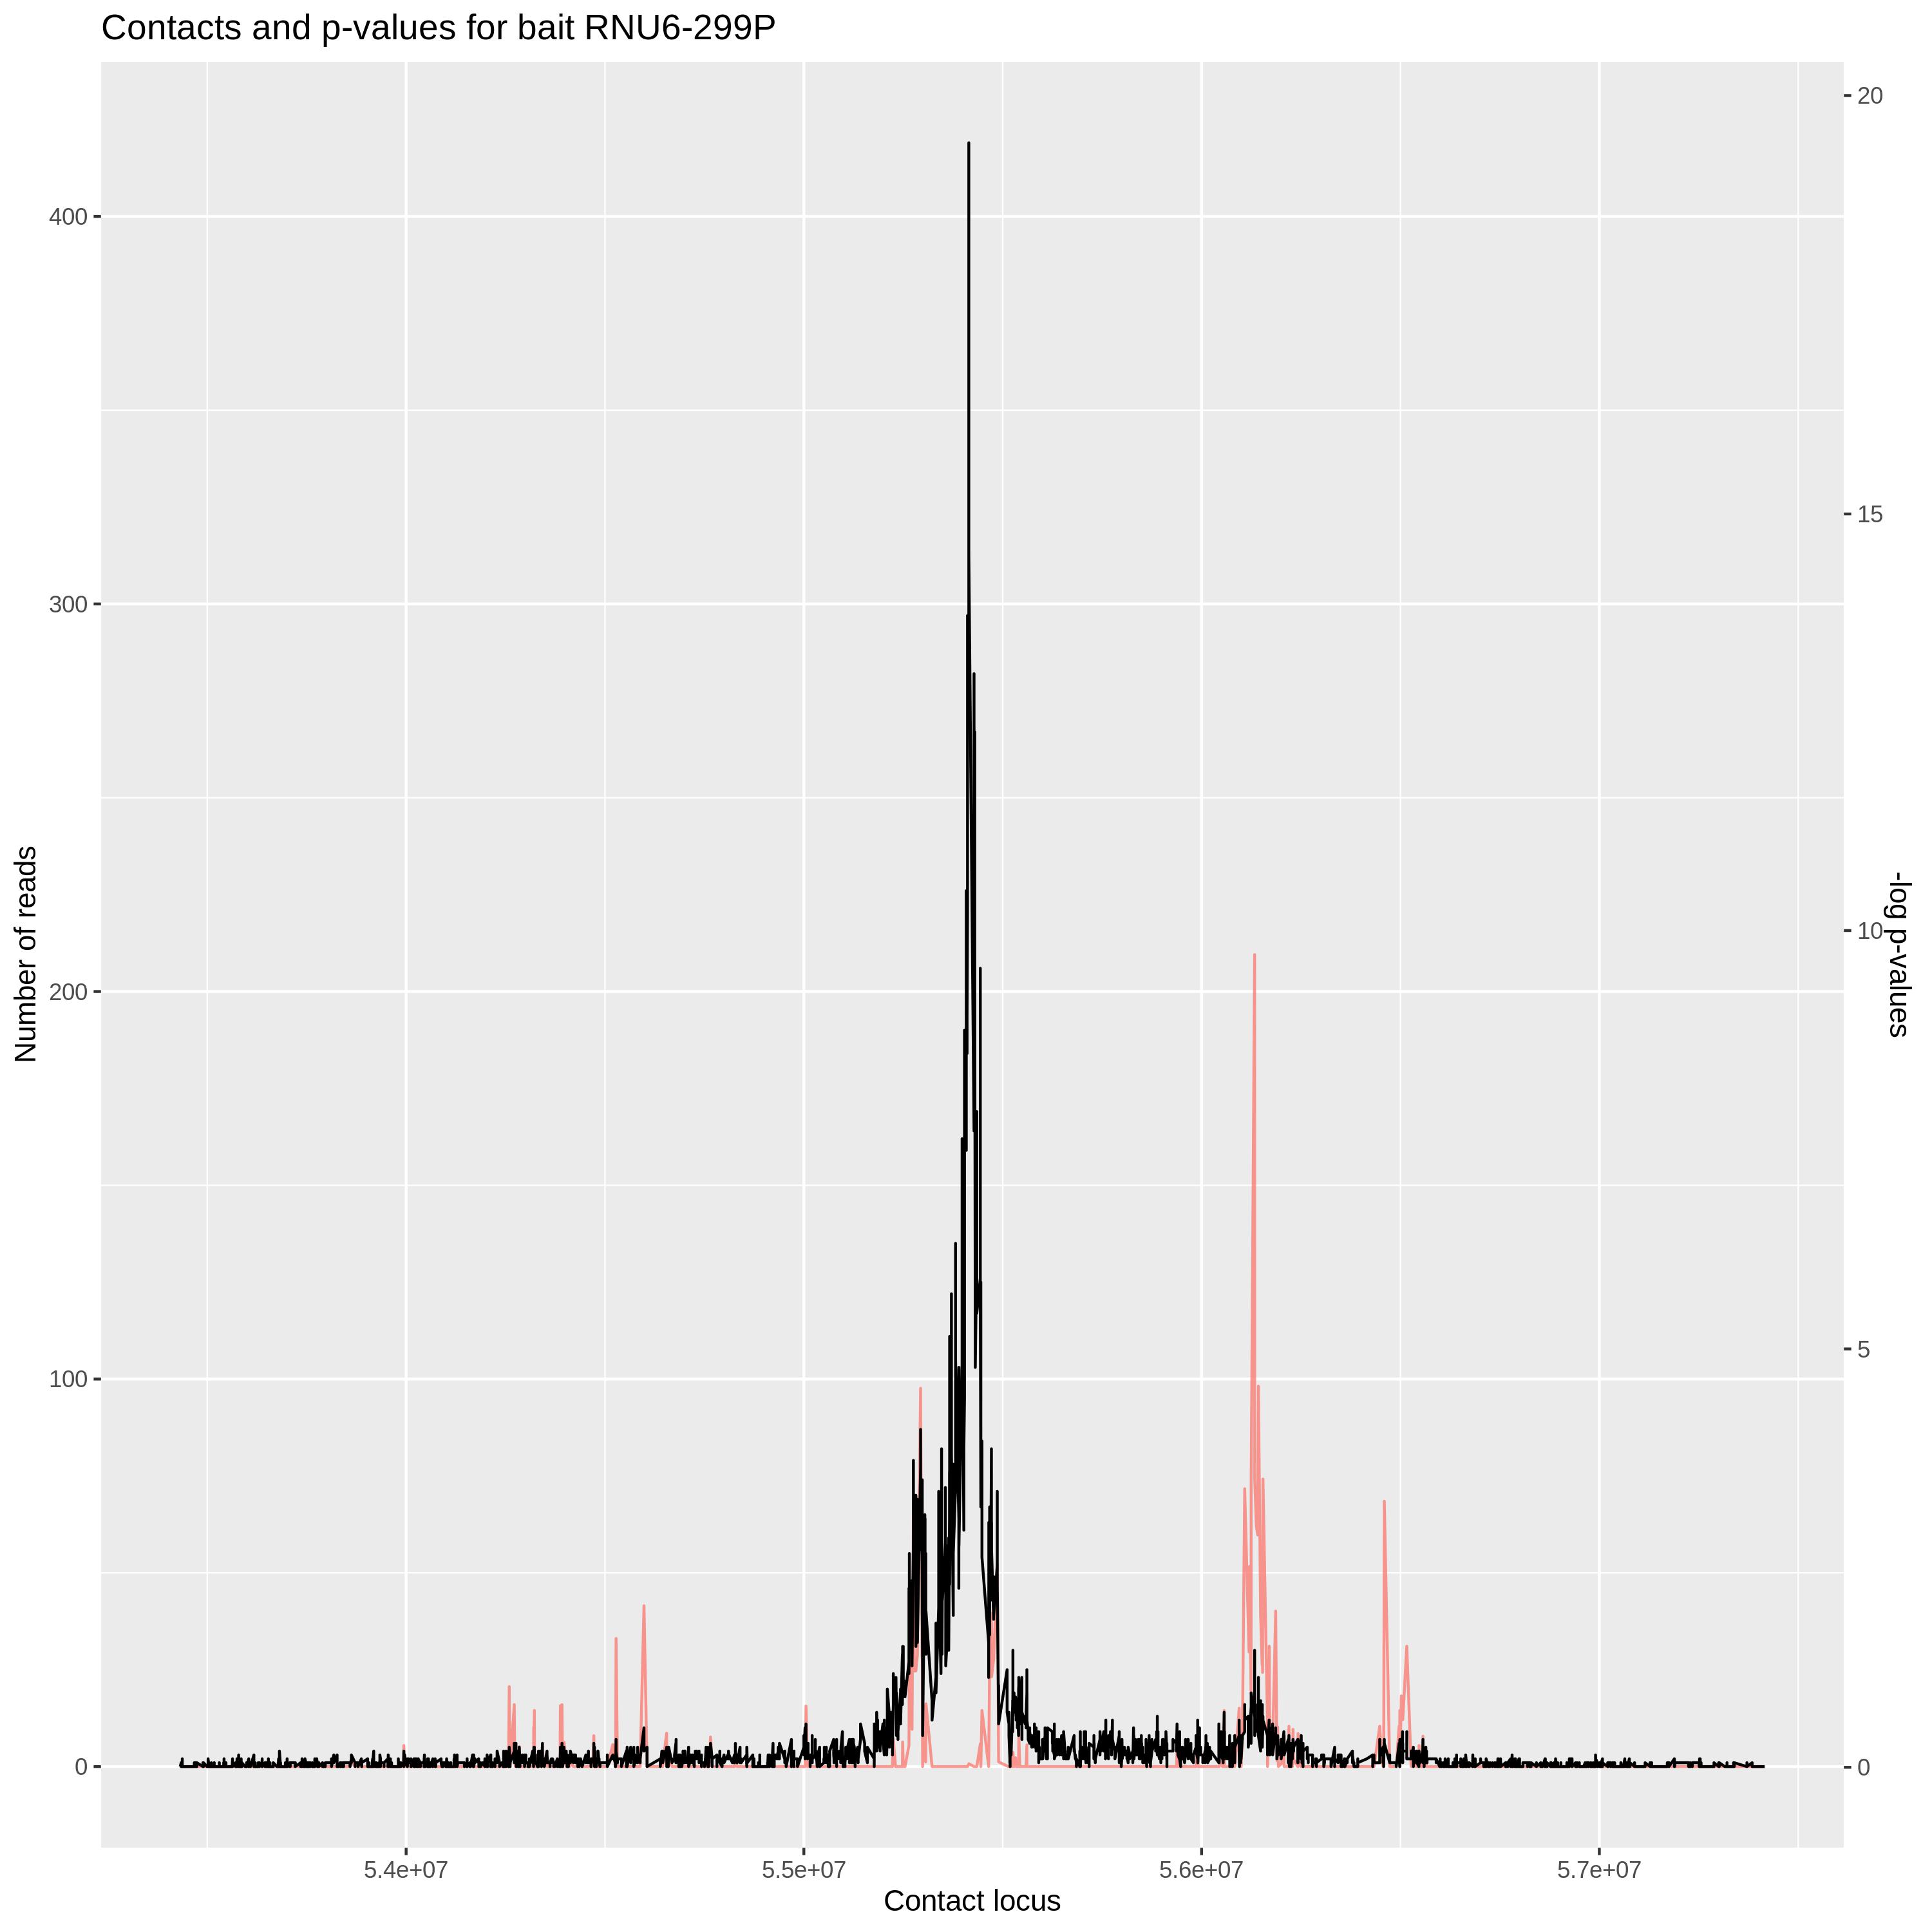 Contacts and p-values for bait RNU6-299P
Number of reads
400
300
200
100
0
20
15
10
5
0
-log p-values
5.4e+07
5.5e+07
5.6e+07
5.7e+07
Contact locus